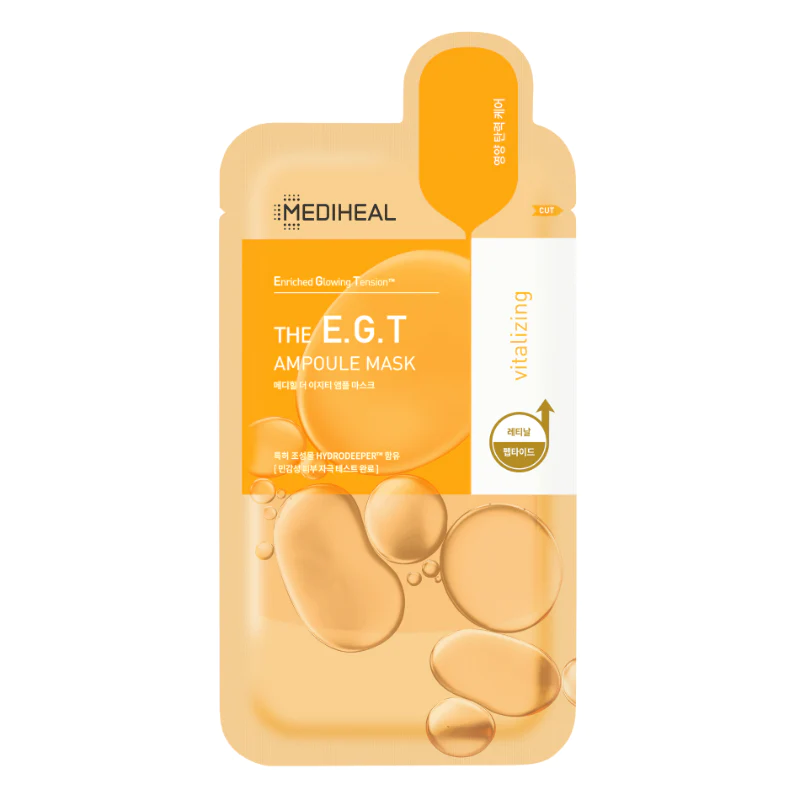 영양 탄력 케어
MEDIHEAL
CUT
Enriched Glowing Tension™
THE E.G.T
AMPOULE MASK
메디힐 더 이지티 앰플 마스크
vitalizing
레티날
펩타이드
특허 조성물 HYDRODEEPER™ 함유
[ 민감성 피부 자극 테스트 완료 ]